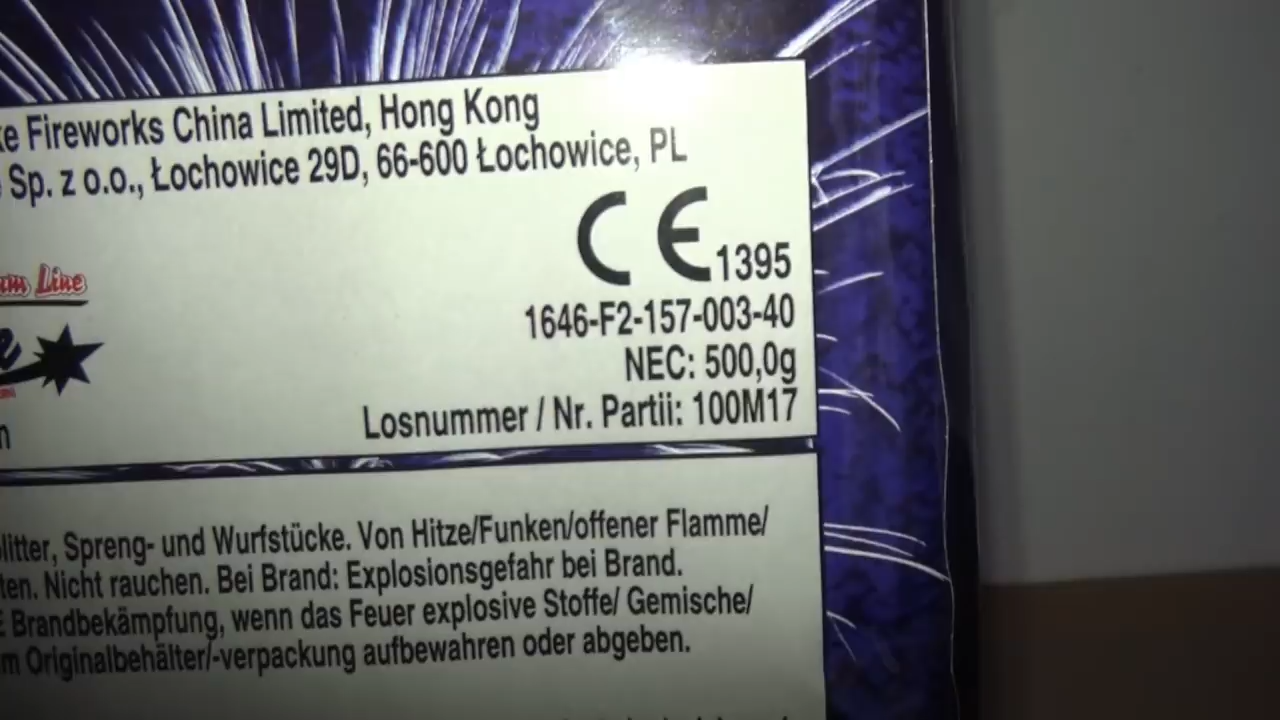 Fireworks China Limited, Hong Kong
Sp. z o.o., Łochowice 29D, 66-600 Łochowice, PL
CE 1395
Line
1646-F2-157-003-40
NEC: 500,0g
Losnummer / Nr. Partii: 100M17
Spreng- und Wurfstücke. Von Hitze/Funken/offener Flamme/
Nicht rauchen. Bei Brand: Explosionsgefahr bei Brand.
Brandbekämpfung, wenn das Feuer explosive Stoffe/ Gemische/
Originalbehälter/-verpackung aufbewahren oder abgeben.